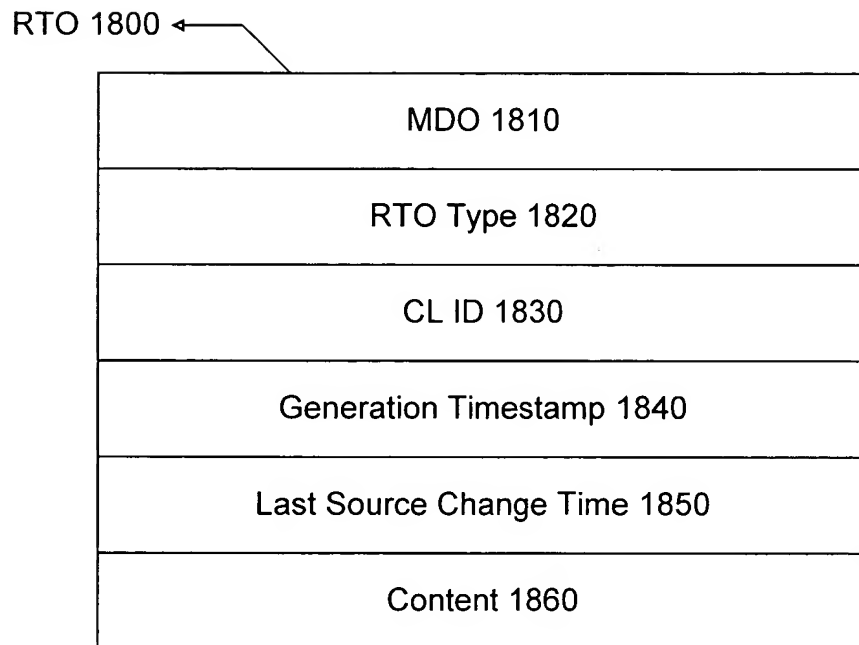 RTO 1800
MDO 1810
RTO Type 1820
CL ID 1830
Generation Timestamp 1840
Last Source Change Time 1850
Content 1860